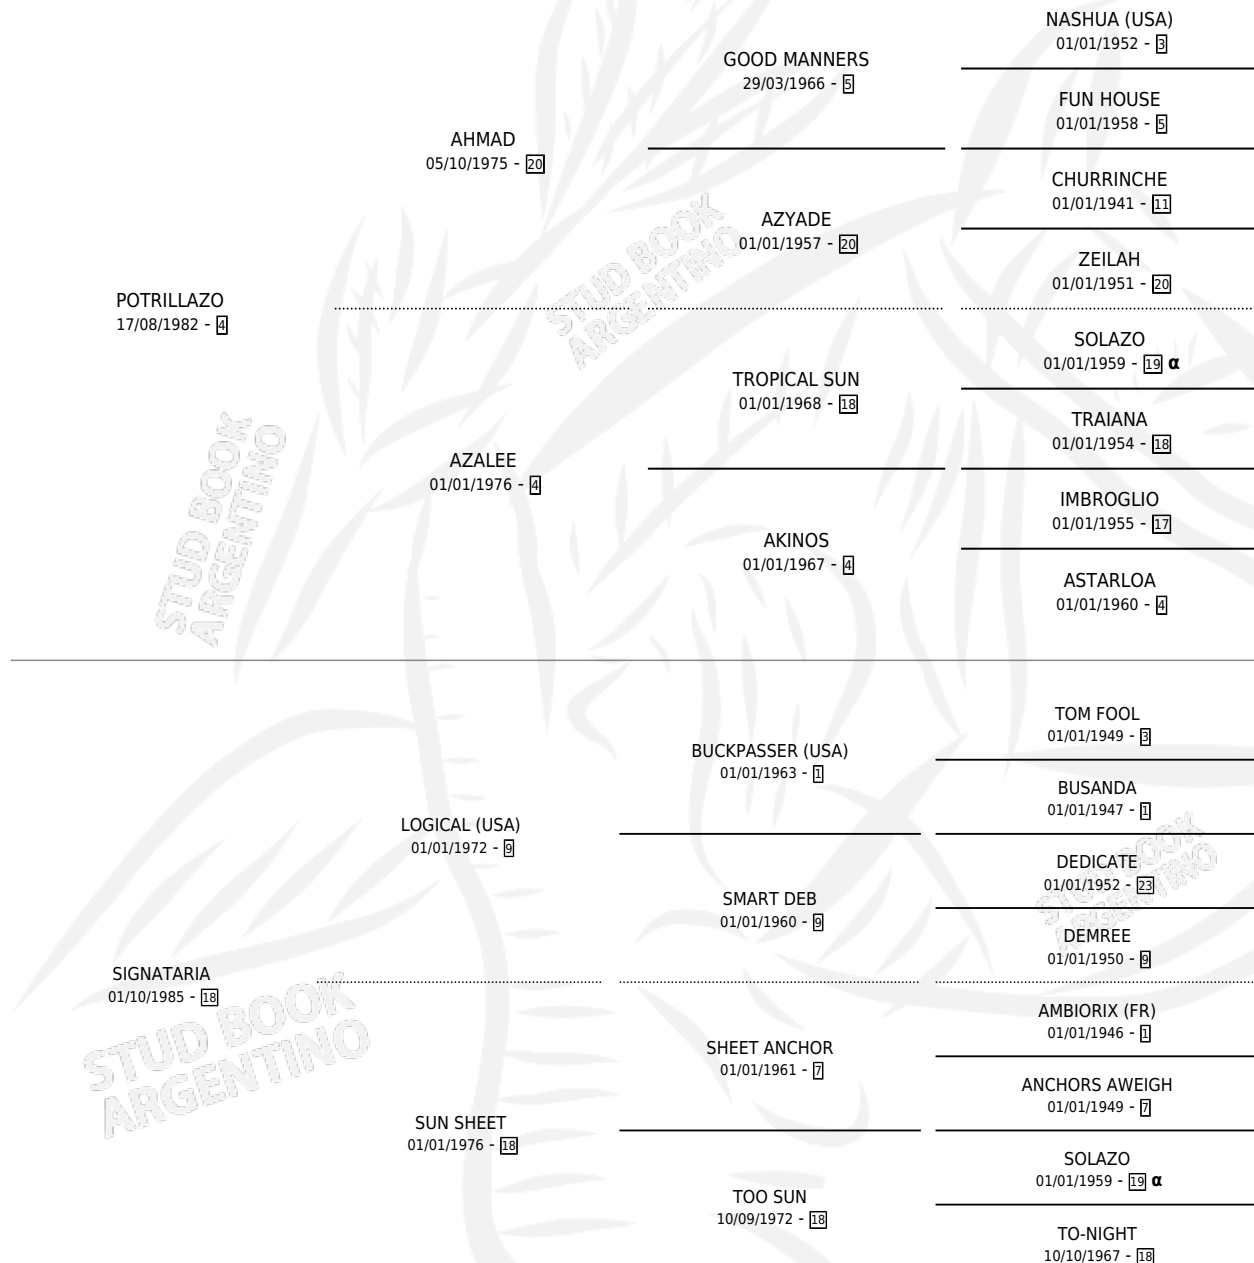 NASHUA (USA)
01/01/1952 - 3
GOOD MANNERS
29/03/1966 - 5
FUN HOUSE
01/01/1958 - 5
AHMAD
05/10/1975 - 20
CHURRINCHE
01/01/1941 - 11
AZYADE
01/01/1957 - 20
ZEILAH
01/01/1951 - 20
STUD BOOK
ARGENTINO
POTRILLAZO
17/08/1982 - 4
SOLAZO
01/01/1959 - 19 α
TROPICAL SUN
01/01/1968 - 18
TRAIANA
01/01/1954 - 18
AZALEE
01/01/1976 - 4
IMBROGLIO
01/01/1955 - 17
AKINOS
01/01/1967 - 4
ASTARLOA
01/01/1960 - 4
STUD BOOK
ARGENTINO
TOM FOOL
01/01/1949 - 3
BUCKPASSER (USA)
01/01/1963 - 1
BUSANDA
01/01/1947 - 1
LOGICAL (USA)
01/01/1972 - 9
DEDICATE
01/01/1952 - 23
SMART DEB
01/01/1960 - 9
DEMREE
01/01/1950 - 9
STUD BOOK
ARGENTINO
SIGNATARIA
01/10/1985 - 18
AMBIORIX (FR)
01/01/1946 - 1
SHEET ANCHOR
01/01/1961 - 7
ANCHORS AWEIGH
01/01/1949 - 7
STUD BOOK
ARGENTINO
SUN SHEET
01/01/1976 - 18
SOLAZO
01/01/1959 - 19 α
TOO SUN
10/09/1972 - 18
TO-NIGHT
10/10/1967 - 18